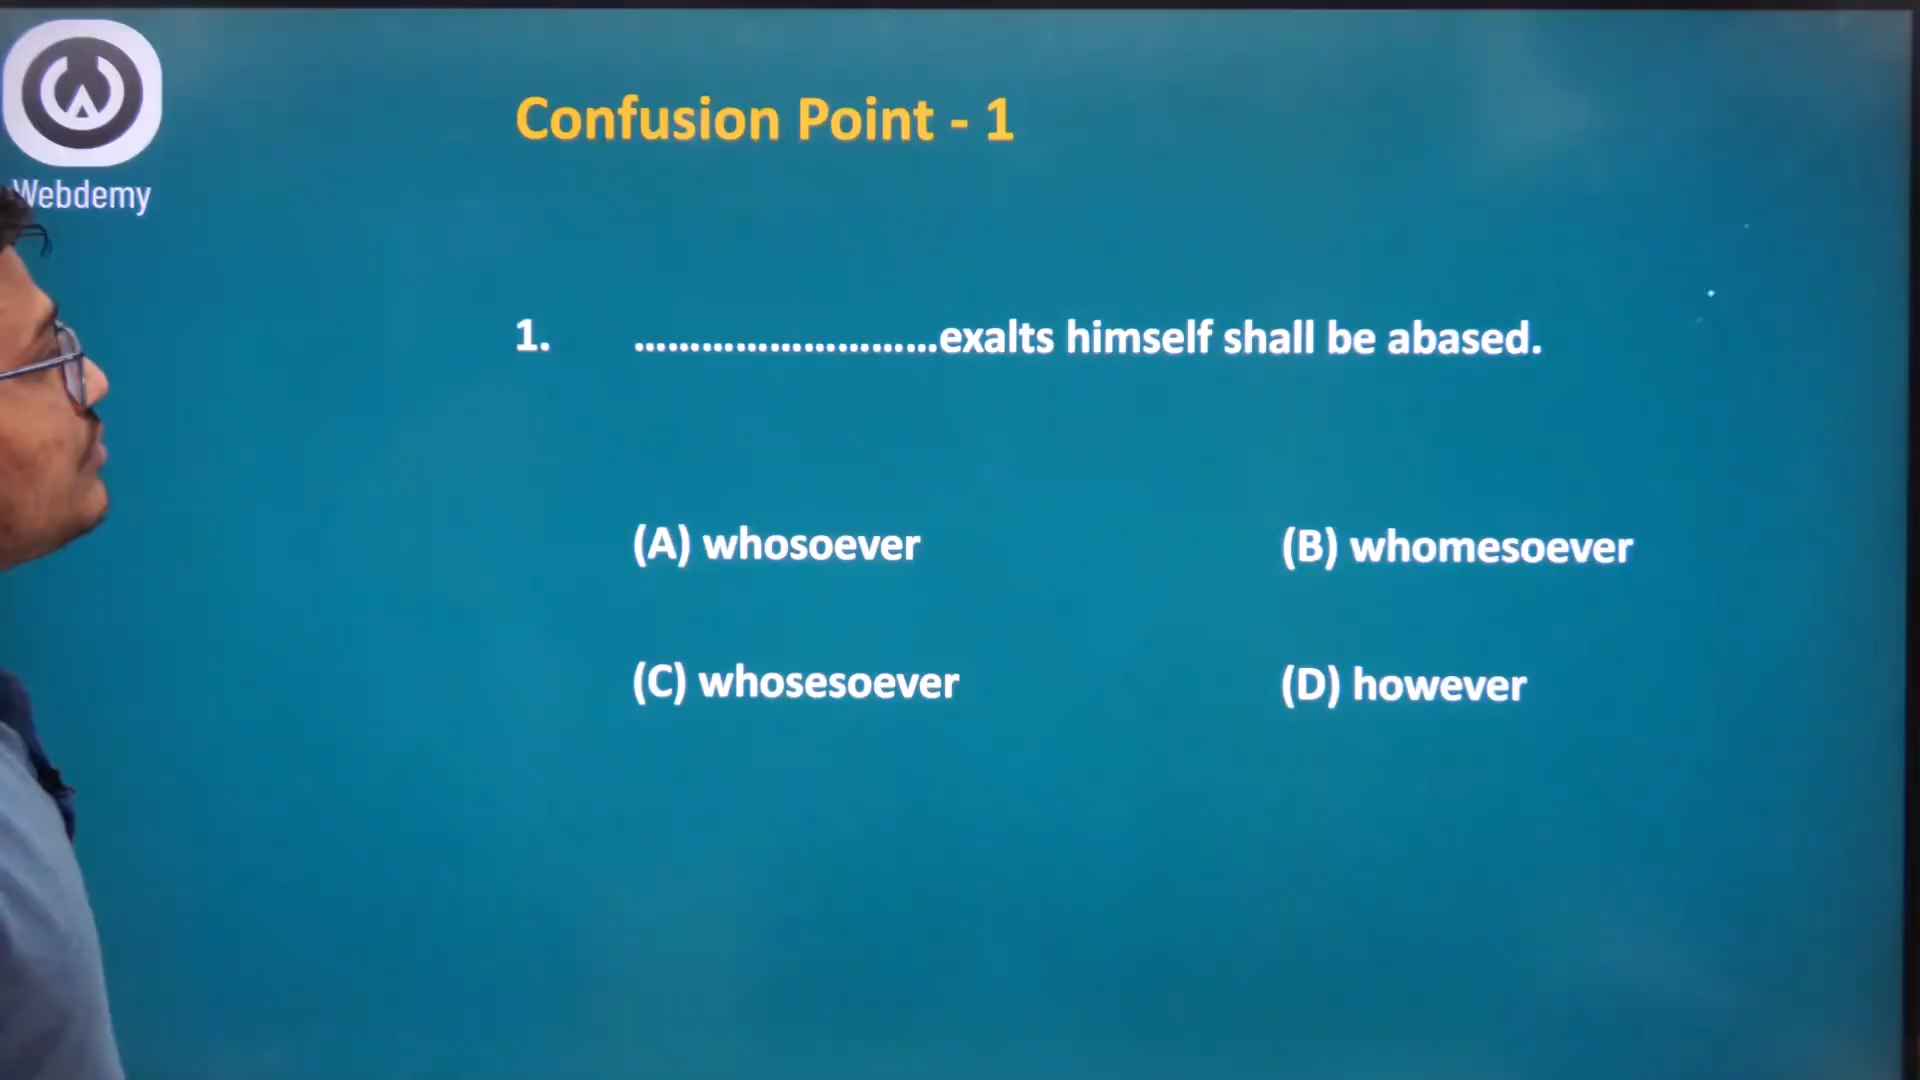 Webdemy
Confusion Point - 1
1. ...........................exalts himself shall be abased.
(A) whosoever (B) whomesoever
(C) whosesoever (D) however